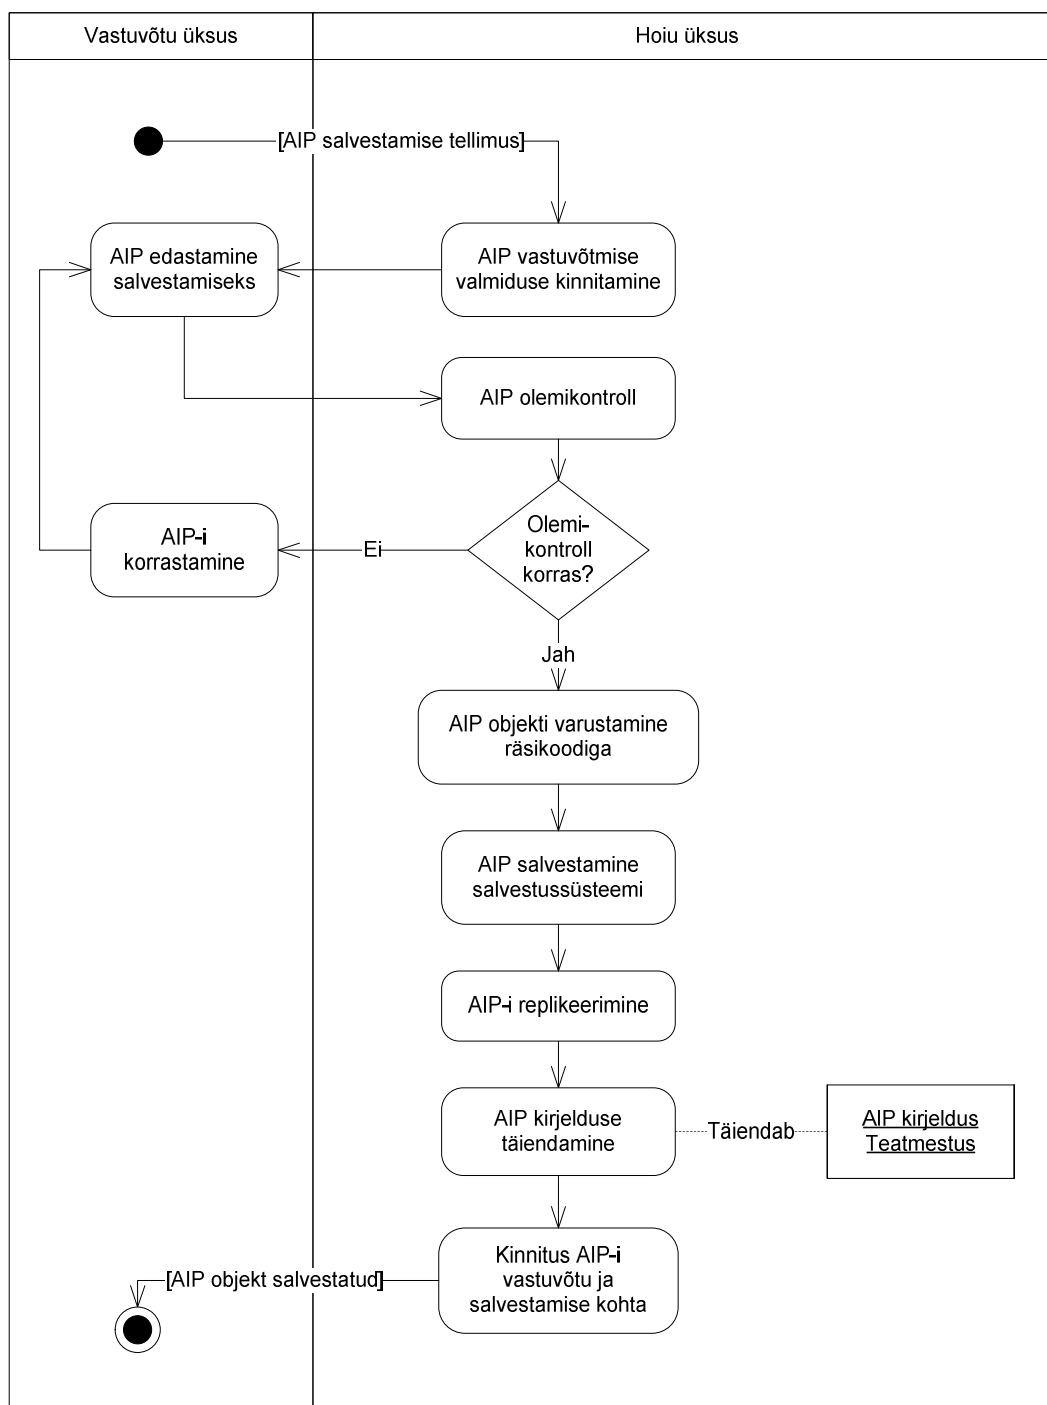 Vastuvõtu üksus
Hoiu üksus
[AIP salvestamise tellimus]
AIP edastamine
salvestamiseks
AIP vastuvõtmise
valmiduse kinnitamine
AIP olemikontroll
AIP-i
korrastamine
Ei
Olemi-
kontroll
korras?
Jah
AIP objekti varustamine
räsikoodiga
AIP salvestamine
salvestussüsteemi
AIP-i replikeerimine
AIP kirjelduse
täiendamine
Täiendab
AIP kirjeldus
Teatmestus
Kinnitus AIP-i
vastuvõtu ja
salvestamise kohta
[AIP objekt salvestatud]